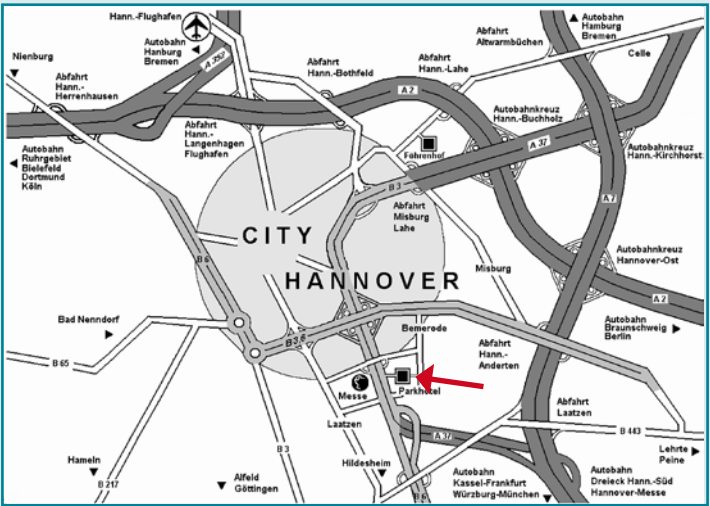 Hann.-Flughafen
Autobahn
Hanburg
Bremen
A 352
Nienburg
Abfahrt
Hann.-
Herrenhausen
Abfahrt
Hann.-Bothfeld
Abfahrt
Hann.-Lahe
Abfahrt
Altwarmbüchen
Autobahn
Hamburg
Bremen
Celle
A 2
Autobahnkreuz
Hann.-Buchholz
A 37
Autobahnkreuz
Hann.-Kirchhorst
Abfahrt
Hann.-
Langenhagen
Flughafen
Autobahn
Ruhrgebiet
Bielefeld
Dortmund
Köln
Föhrenhof
B 3
Abfahrt
Misburg
Lahe
A 7
CITY
HANNOVER
B 6
Misburg
Autobahnkreuz
Hannover-Ost
A 2
Autobahn
Braunschweig
Berlin
Bad Nenndorf
B 65
B 3.6
Bemerode
Abfahrt
Hann.-
Anderten
Messe
Parkhotel
Laatzen
Abfahrt
Laatzen
A 37
B 443
Lehrte
Peine
B 3
Hameln
B 217
Alfeld
Göttingen
Hildesheim
B 6
Autobahn
Kassel-Frankfurt
Würzburg-München
Autobahn
Dreieck Hann.-Süd
Hannover-Messe